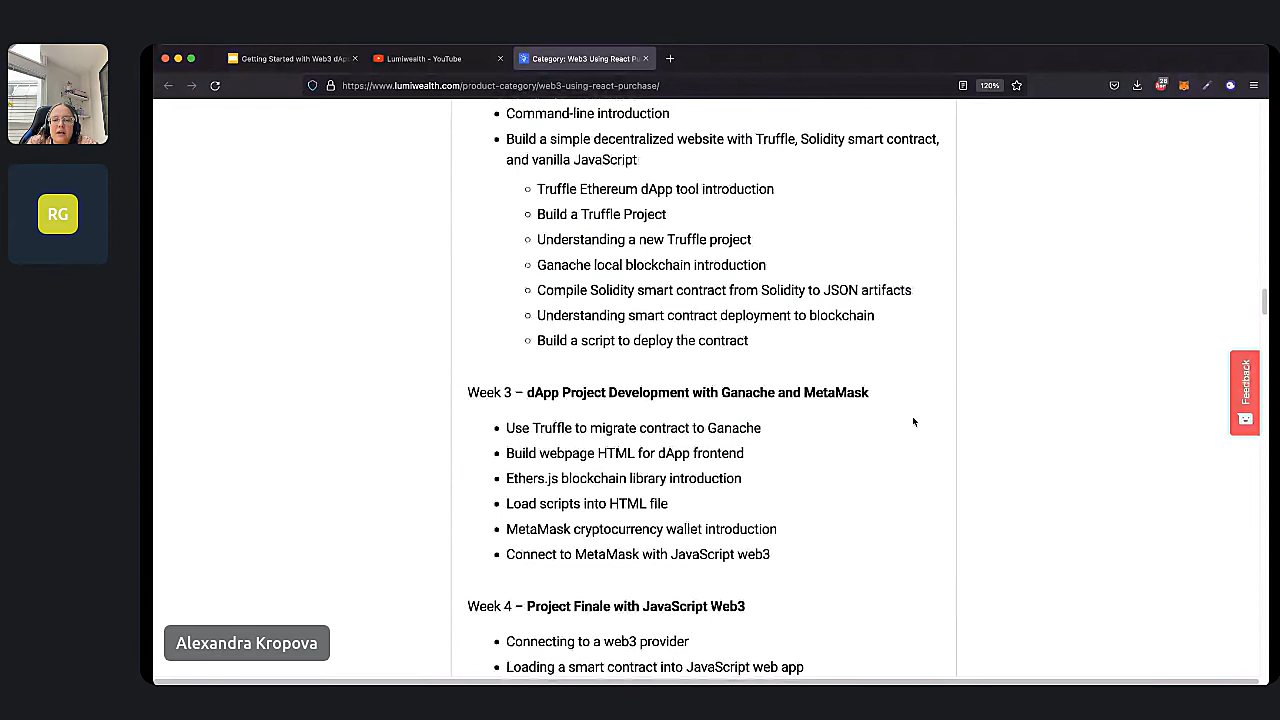 Getting Started with Web3 dAp
Lumiwealth - YouTube
Category: Web3 Using React Pu
https://www.lumiwealth.com/product-category/web3-using-react-purchase/
120%
28
Command-line introduction
Build a simple decentralized website with Truffle, Solidity smart contract,
and vanilla JavaScript
Truffle Ethereum dApp tool introduction
Build a Truffle Project
Understanding a new Truffle project
Ganache local blockchain introduction
Compile Solidity smart contract from Solidity to JSON artifacts
Understanding smart contract deployment to blockchain
Build a script to deploy the contract
Week 3 – dApp Project Development with Ganache and MetaMask
Use Truffle to migrate contract to Ganache
Build webpage HTML for dApp frontend
Ethers.js blockchain library introduction
Load scripts into HTML file
MetaMask cryptocurrency wallet introduction
Connect to MetaMask with JavaScript web3
Week 4 – Project Finale with JavaScript Web3
Connecting to a web3 provider
Loading a smart contract into JavaScript web app
Feedback
RG
Alexandra Kropova